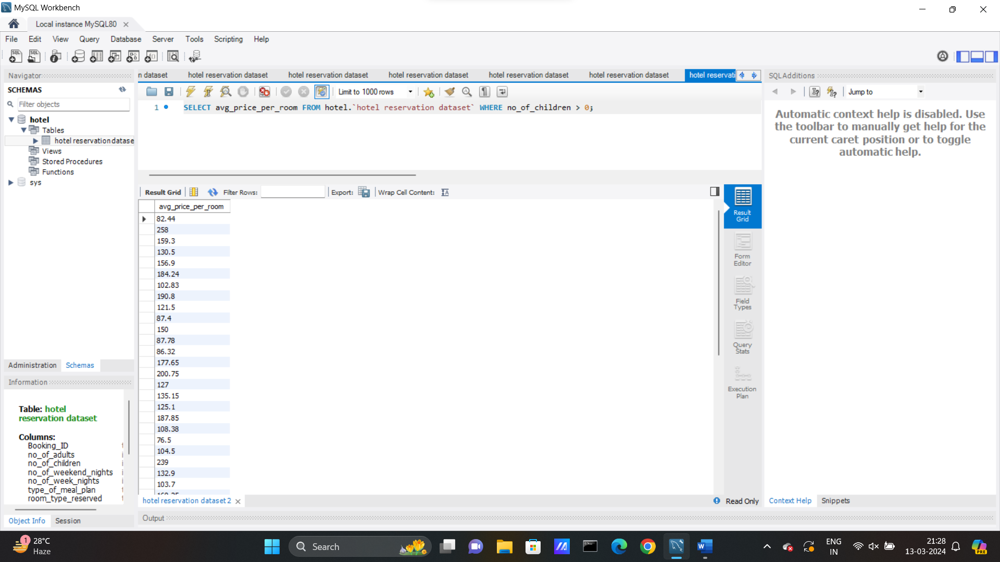 MySQL Workbench
Local instance MySQL80
File Edit View Query Database Server Tools Scripting Help
Navigator
SCHEMAS
Filter objects
hotel
Tables
hotel reservation datase
Views
Stored Procedures
Functions
sys
Administration Schemas
Information
Table: hotel
reservation dataset
Columns:
Booking_ID
no_of_adults
no_of_children
no_of_weekend_nights
no_of_week_nights
type_of_meal_plan
room_type_reserved
Object Info Session
n dataset hotel reservation dataset hotel reservation dataset hotel reservation dataset hotel reservation dataset hotel reservation dataset hotel reservati
Limit to 1000 rows
1 SELECT avg_price_per_room FROM hotel.`hotel reservation dataset` WHERE no_of_children > 0;
Result Grid Filter Rows: Export: Wrap Cell Content:
avg_price_per_room
82.44
258
159.3
130.5
156.9
184.24
102.83
190.8
121.5
87.4
150
87.78
86.32
177.65
200.75
127
135.15
125.1
187.85
108.38
76.5
104.5
239
132.9
103.7
Result
Grid
Form
Editor
Field
Types
Query
Stats
Execution
Plan
hotel reservation dataset 2
Read Only
Output
SQLAdditions
Jump to
Automatic context help is disabled. Use
the toolbar to manually get help for the
current caret position or to toggle
automatic help.
Context Help Snippets
1
28°C
Haze
Search
ENG
IN
21:28
13-03-2024
PRE